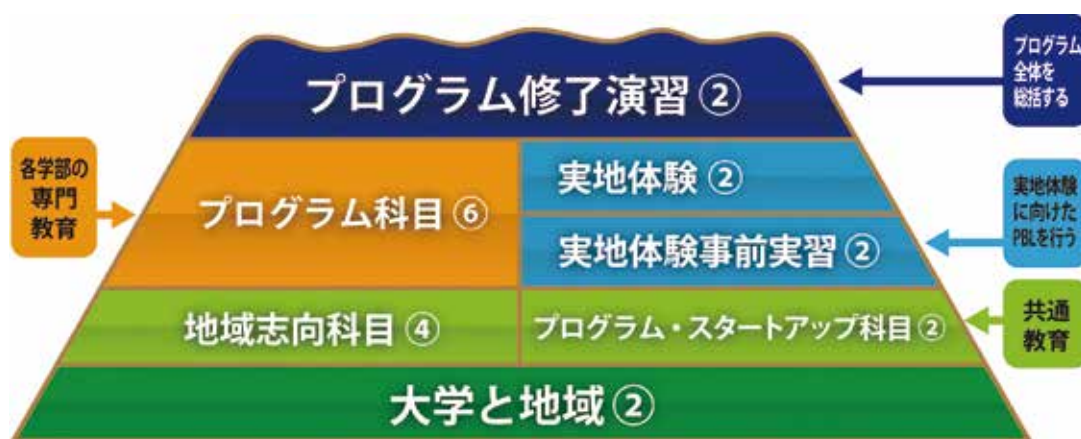 プログラム修了演習②
プログラム
全体を
総括する
各学部の
専門
教育
プログラム科目⑥
実地体験②
実地体験事前実習②
実地体験
に向けた
PBLを行う
地域志向科目④
プログラム・スタートアップ科目②
共通
教育
大学と地域②